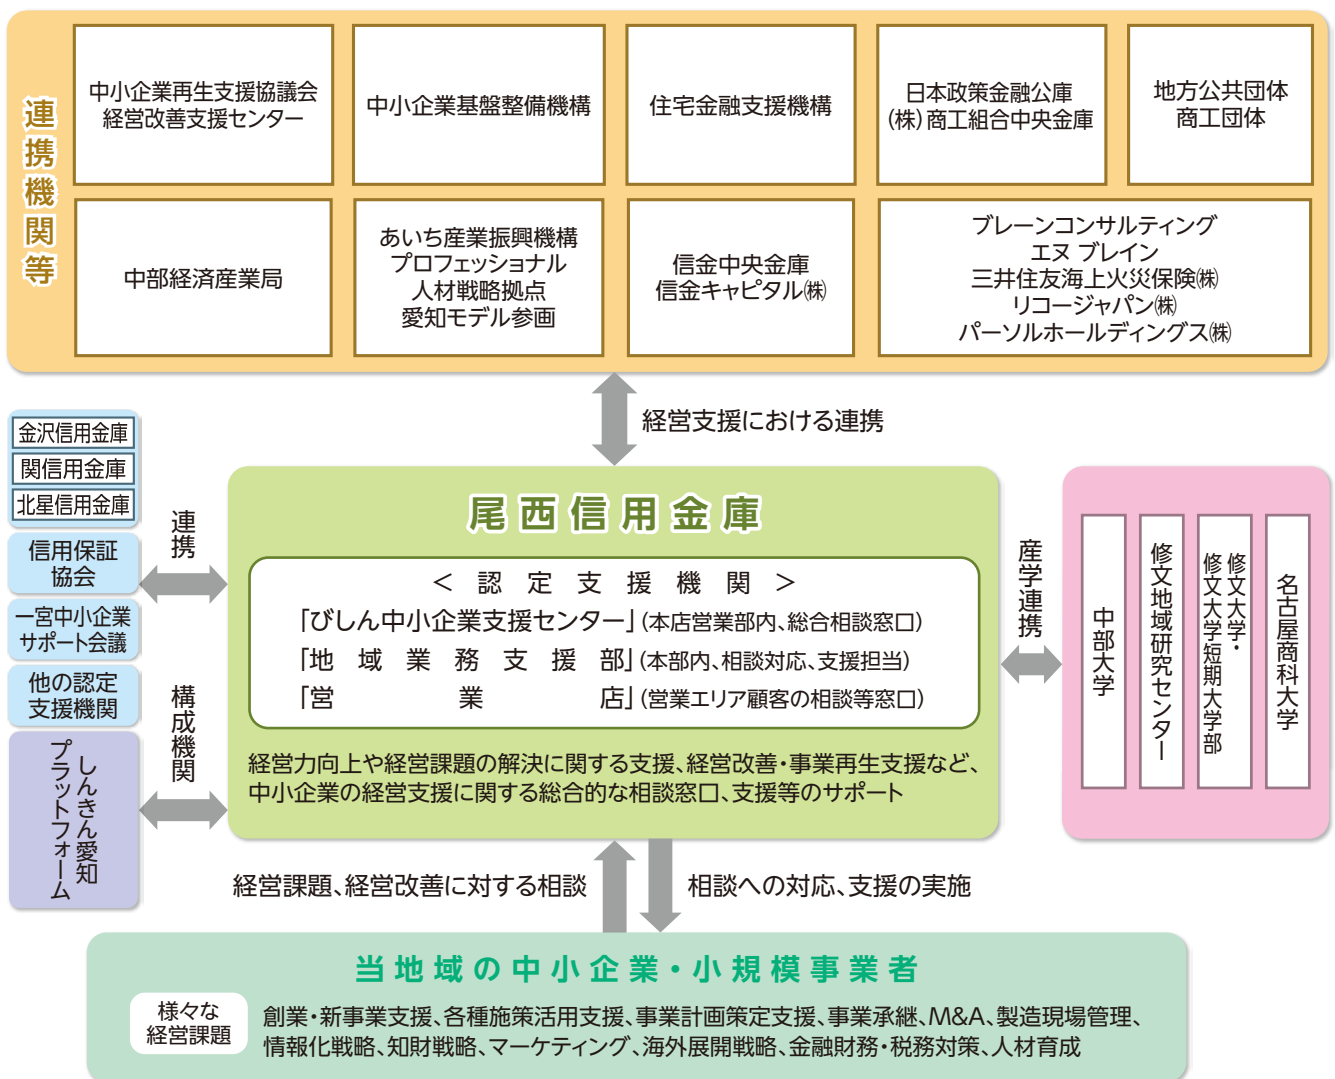 連携機関等
中小企業再生支援協議会
経営改善支援センター
中小企業基盤整備機構
住宅金融支援機構
日本政策金融公庫
(株)商工組合中央金庫
地方公共団体
商工団体
中部経済産業局
あいち産業振興機構
プロフェッショナル
人材戦略拠点
愛知モデル参画
信金中央金庫
信金キャピタル㈱
ブレーンコンサルティング
エヌ ブレイン
三井住友海上火災保険㈱
リコージャパン㈱
パーソルホールディングス㈱
経営支援における連携
金沢信用金庫
関信用金庫
北星信用金庫
信用保証
協会
一宮中小企業
サポート会議
他の認定
支援機関
しんきん愛知
プラットフォーム
連携
構成機関
尾西信用金庫
＜認定支援機関＞
「びしん中小企業支援センター」(本店営業部内、総合相談窓口)
「地域業務支援部」(本部内、相談対応、支援担当)
「営業店」(営業エリア顧客の相談等窓口)
経営力向上や経営課題の解決に関する支援、経営改善・事業再生支援など、
中小企業の経営支援に関する総合的な相談窓口、支援等のサポート
産学連携
中部大学
修文地域研究センター
修文大学・
修文大学短期大学部
名古屋商科大学
経営課題、経営改善に対する相談
相談への対応、支援の実施
当地域の中小企業・小規模事業者
様々な
経営課題
創業・新事業支援、各種施策活用支援、事業計画策定支援、事業承継、M&A、製造現場管理、
情報化戦略、知財戦略、マーケティング、海外展開戦略、金融財務・税務対策、人材育成